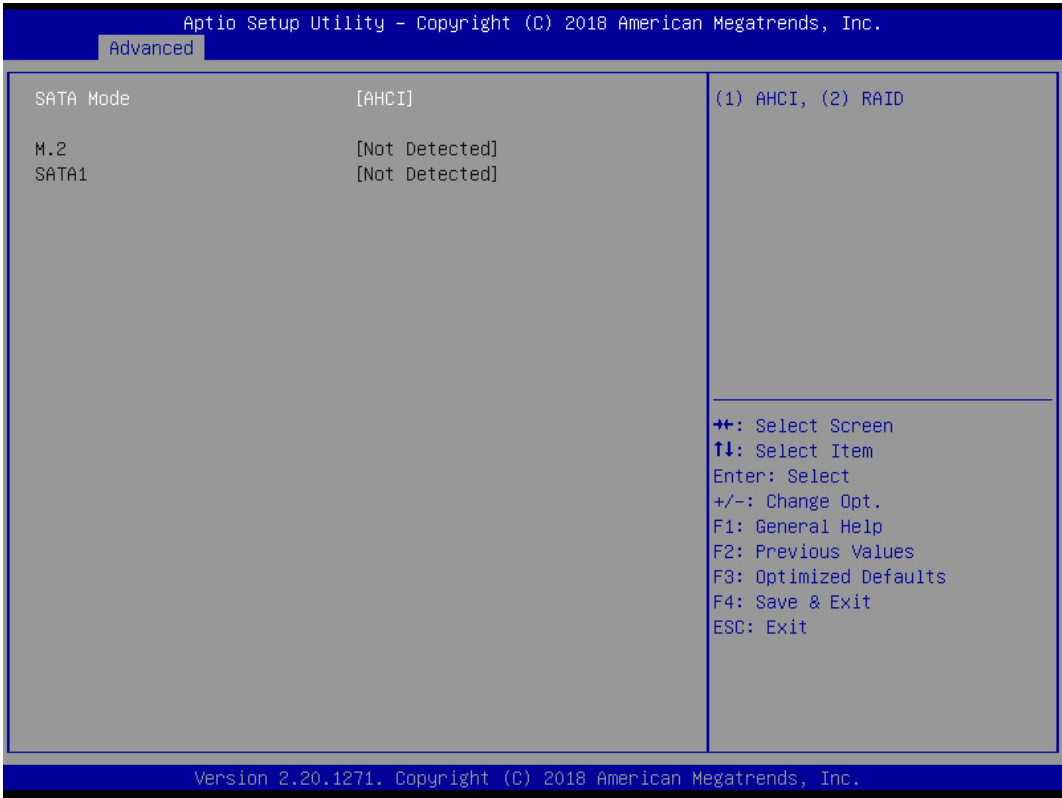 Aptio Setup Utility – Copyright (C) 2018 American Megatrends, Inc.
Advanced
SATA Mode [AHCI]
M.2 [Not Detected]
SATA1 [Not Detected]
(1) AHCI, (2) RAID
→←: Select Screen
↑↓: Select Item
Enter: Select
+/-: Change Opt.
F1: General Help
F2: Previous Values
F3: Optimized Defaults
F4: Save & Exit
ESC: Exit
Version 2.20.1271. Copyright (C) 2018 American Megatrends, Inc.